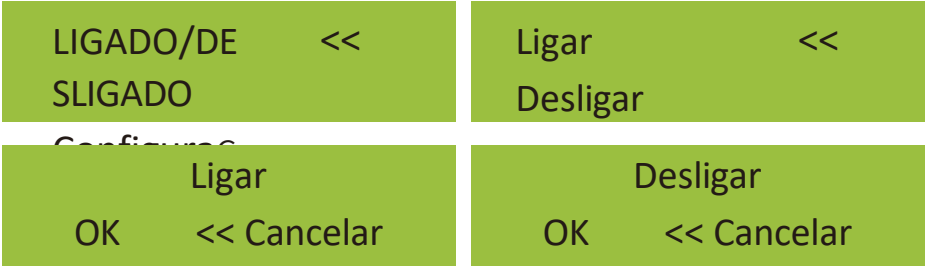 LIGADO/DE <<
SLIGADO
Ligar <<
Desligar
Ligar
OK << Cancelar
Desligar
OK << Cancelar